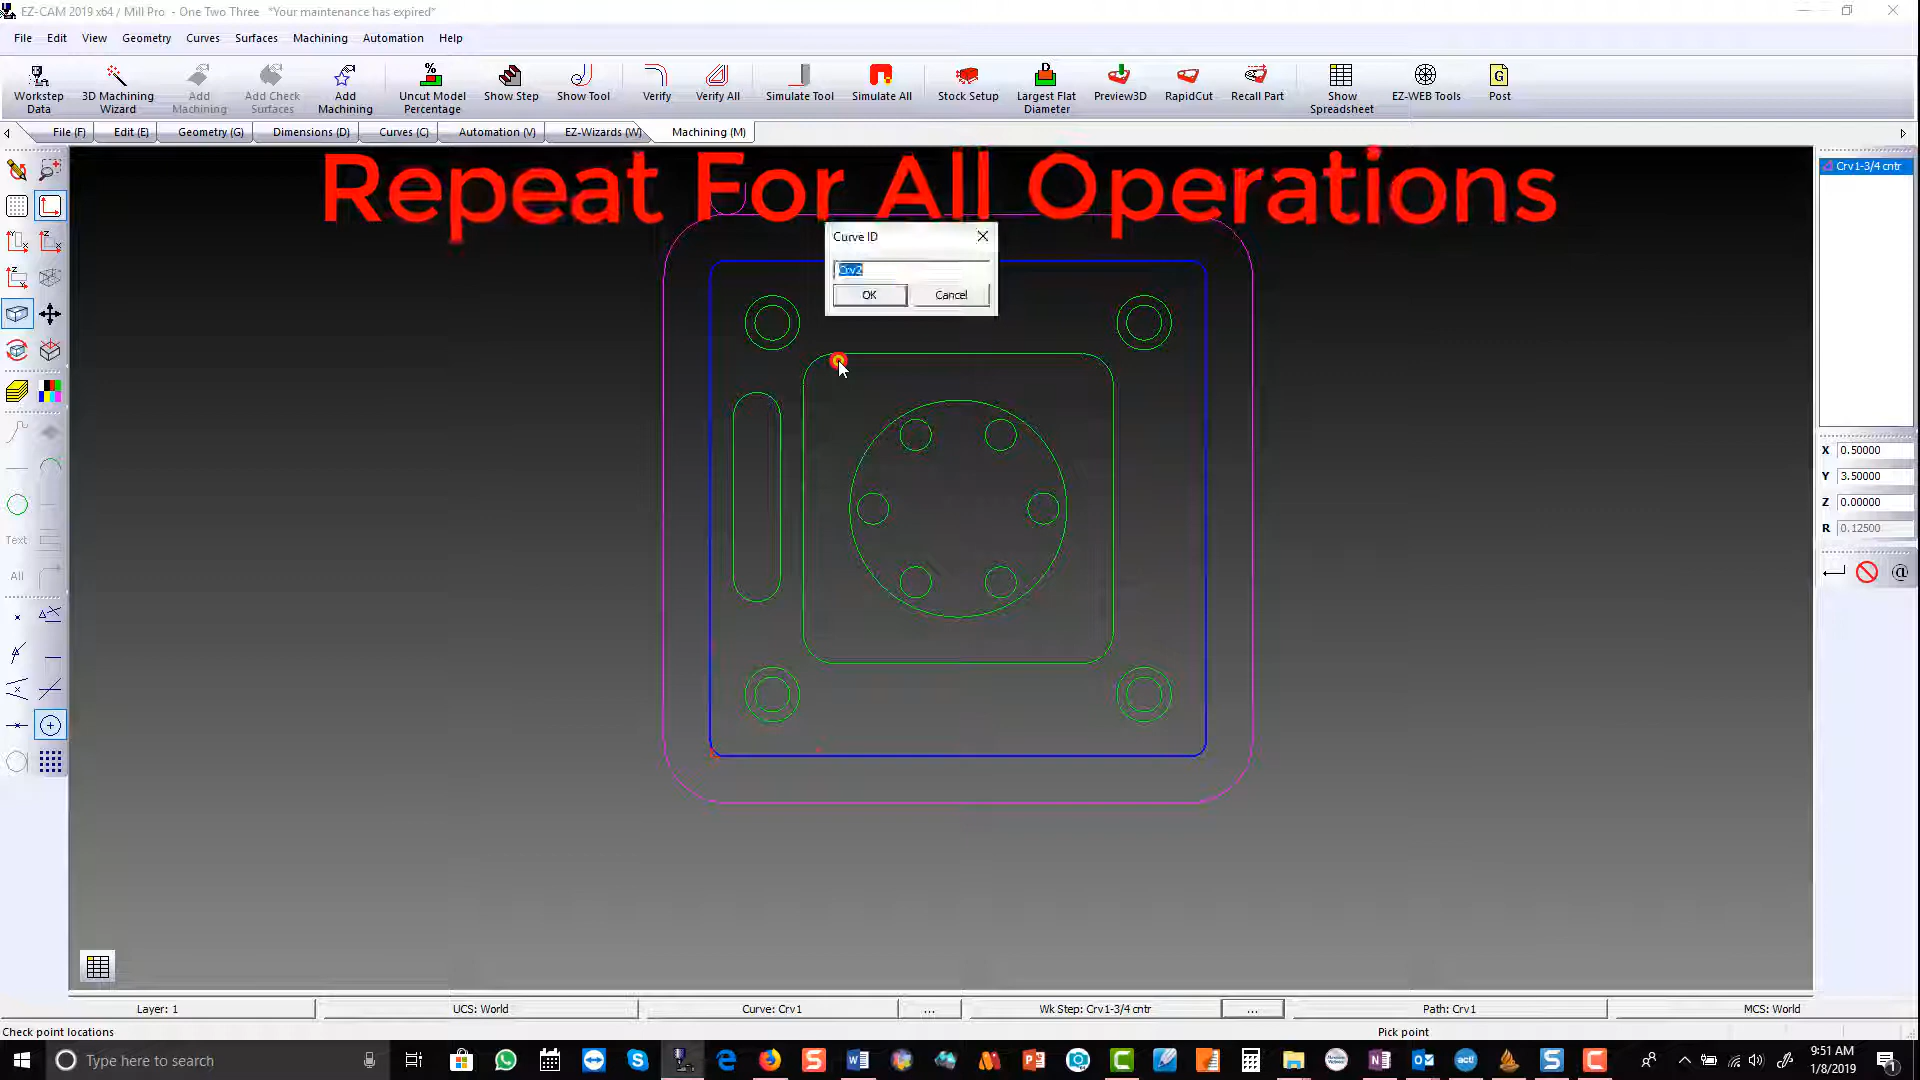 EZ-CAM 2019 x64 / Mill Pro - One Two Three *Your maintenance has expired*
File Edit View Geometry Curves Surfaces Machining Automation Help
Workstep Data
3D Machining Wizard
Add Machining
Add Check Surfaces
Add Machining
Uncut Model Percentage
Show Step
Show Tool
Verify
Verify All
Simulate Tool
Simulate All
Stock Setup
Largest Flat Diameter
Preview3D
RapidCut
Recall Part
Show Spreadsheet
EZ-WEB Tools
Post
File (F) Edit (E) Geometry (G) Dimensions (D) Curves (C) Automation (V) EZ-Wizards (W) Machining (M)
Repeat For All Operations
Crv1-3/4 cntr
Curve ID
Crv2
OK Cancel
X 0.50000
Y 3.50000
Z 0.00000
R 0.12500
Text
All
Layer: 1 UCS: World Curve: Crv1 ... Wk Step: Crv1-3/4 cntr ... Path: Crv1 MCS: World
Check point locations Pick point
Type here to search
9:51 AM
1/8/2019